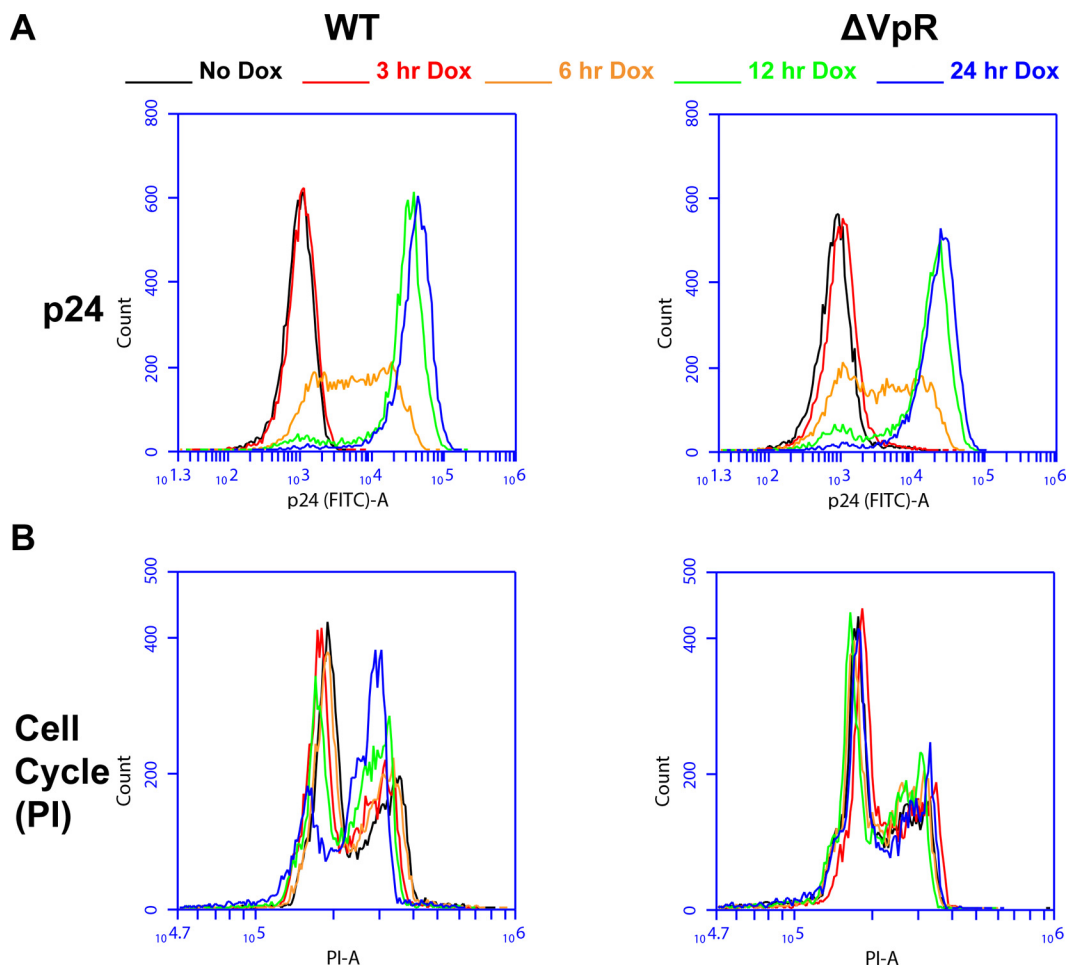 A
WT
ΔVpR
No Dox
3 hr Dox
6 hr Dox
12 hr Dox
24 hr Dox
p24
800
600
400
200
0
Count
10^1.3 10^2 10^3 10^4 10^5 10^6
p24 (FITC)-A
800
600
400
200
0
Count
10^1.3 10^2 10^3 10^4 10^5 10^6
p24 (FITC)-A
B
Cell
Cycle
(PI)
500
400
200
0
Count
10^4.7 10^5 10^6
PI-A
500
400
200
0
Count
10^4.7 10^5 10^6
PI-A